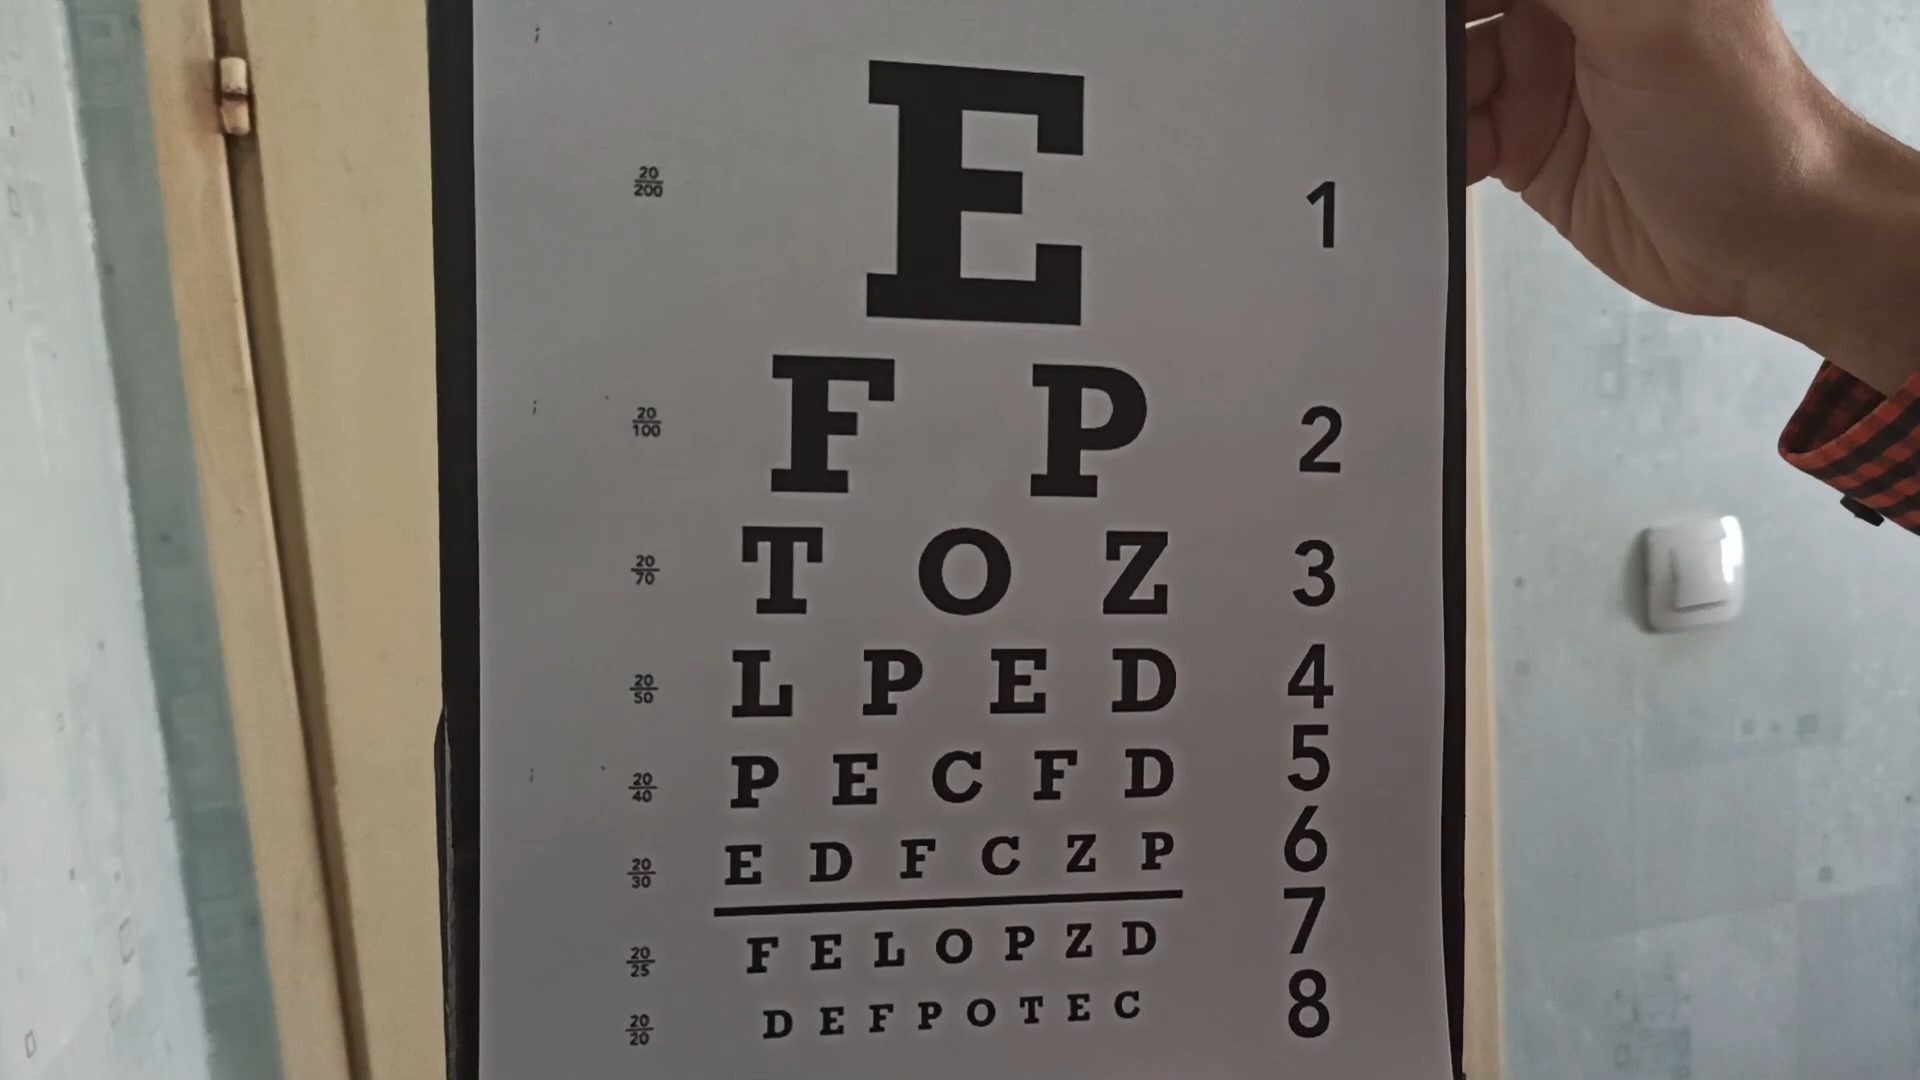 20/200 E 1
20/100 F P 2
20/70 T O Z 3
20/50 L P E D 4
20/40 P E C F D 5
20/30 E D F C Z P 6
20/25 F E L O P Z D 7
20/20 D E F P O T E C 8